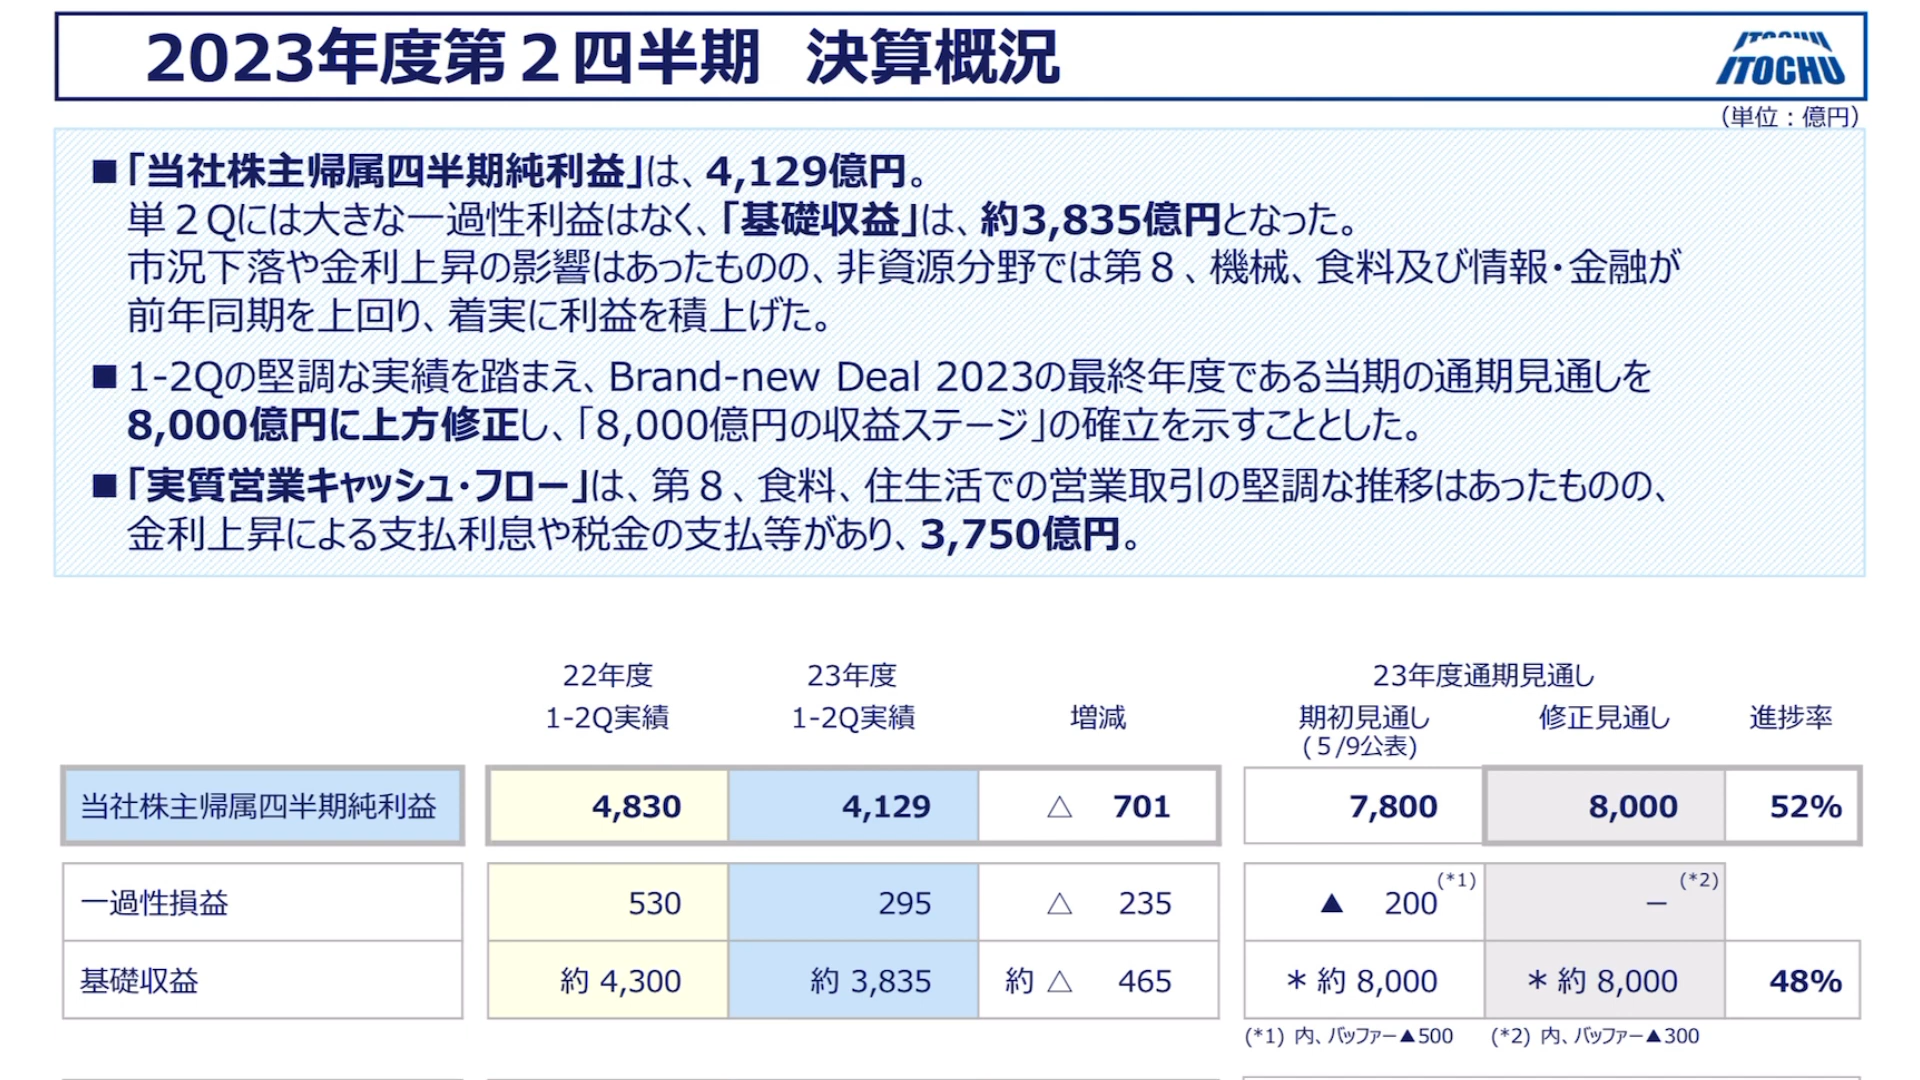 2023年度第２四半期　決算概況
ITOCHU
（単位：億円）
■「当社株主帰属四半期純利益」は、4,129億円。
単２Qには大きな一過性利益はなく、「基礎収益」は、約3,835億円となった。
市況下落や金利上昇の影響はあったものの、非資源分野では第８、機械、食料及び情報・金融が
前年同期を上回り、着実に利益を積上げた。
■1-2Qの堅調な実績を踏まえ、Brand-new Deal 2023の最終年度である当期の通期見通しを
8,000億円に上方修正し、「8,000億円の収益ステージ」の確立を示すこととした。
■「実質営業キャッシュ・フロー」は、第８、食料、住生活での営業取引の堅調な推移はあったものの、
金利上昇による支払利息や税金の支払等があり、3,750億円。
22年度 23年度 23年度通期見通し
1-2Q実績 1-2Q実績 増減 期初見通し 修正見通し 進捗率
(５/9公表)
当社株主帰属四半期純利益 4,830 4,129 △ 701 7,800 8,000 52%
一過性損益 530 295 △ 235 ▲ 200(*1) －(*2)
基礎収益 約 4,300 約 3,835 約 △ 465 ＊約 8,000 ＊約 8,000 48%
(*1) 内、バッファー▲500 (*2) 内、バッファー▲300